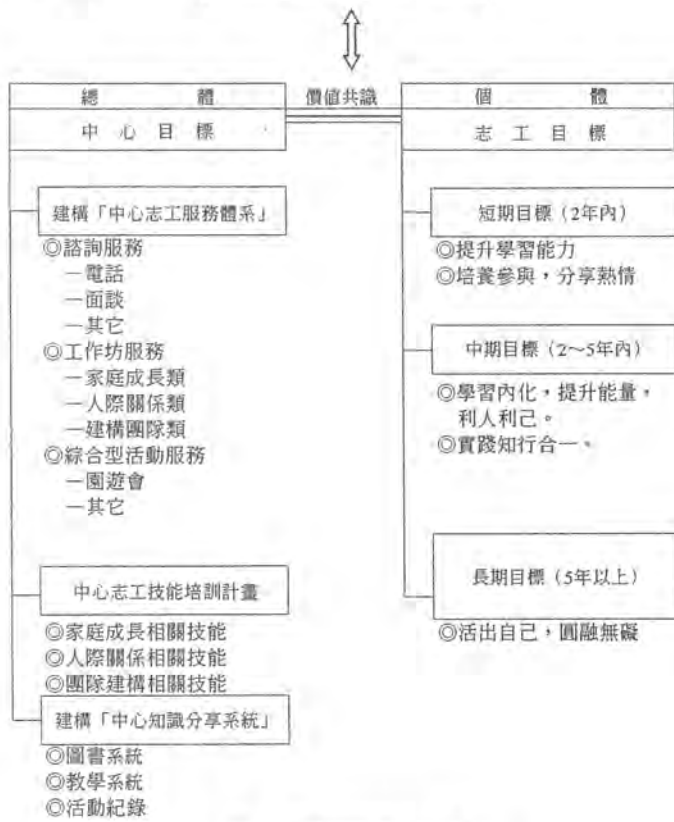 總體
中心目標
價值共識
個體
志工目標
建構「中心志工服務體系」
◎諮詢服務
—電話
—面談
—其它
◎工作坊服務
—家庭成長類
—人際關係類
—建構團隊類
◎綜合型活動服務
—園遊會
—其它
中心志工技能培訓計畫
◎家庭成長相關技能
◎人際關係相關技能
◎團隊建構相關技能
建構「中心知識分享系統」
◎圖書系統
◎教學系統
◎活動紀錄
短期目標（2年內）
◎提升學習能力
◎培養參與，分享熱情
中期目標（2～5年內）
◎學習內化，提升能量，
利人利己。
◎實踐知行合一、
長期目標（5年以上）
◎活出自己，圓融無礙